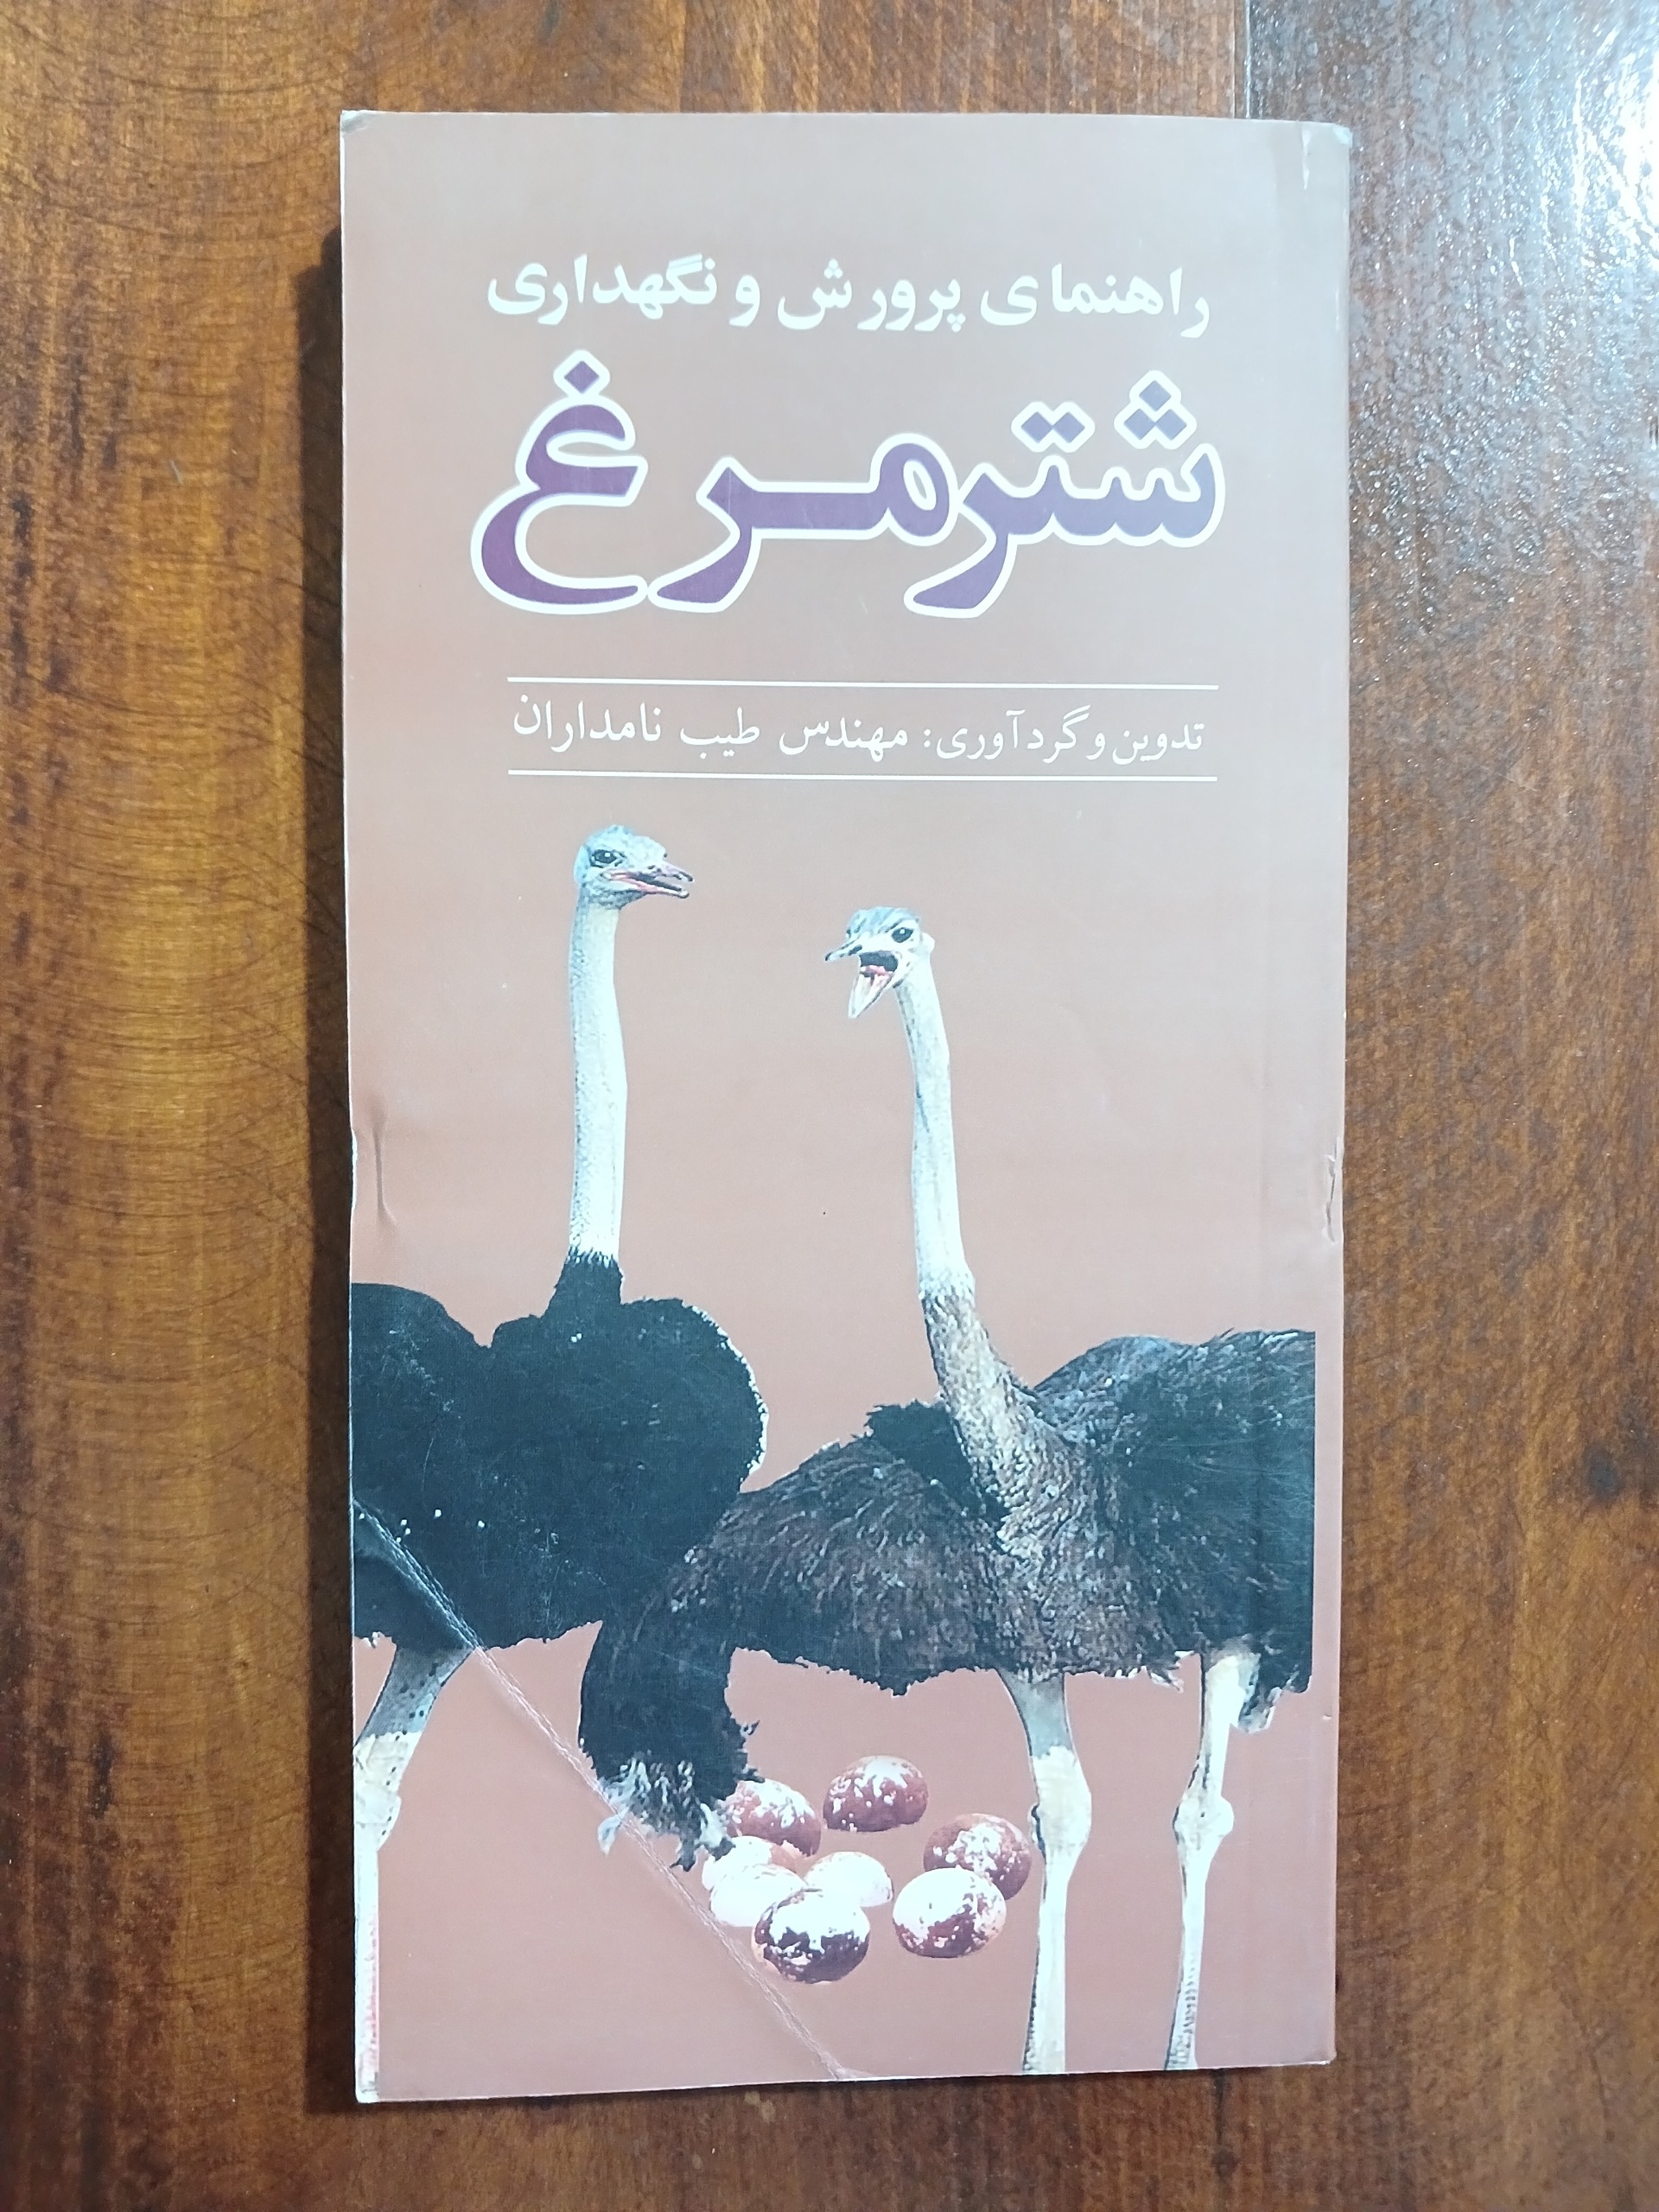 راهنمای پرورش و نگهداری
شترمرغ
تدوین و گردآوری: مهندس طیب نامداران